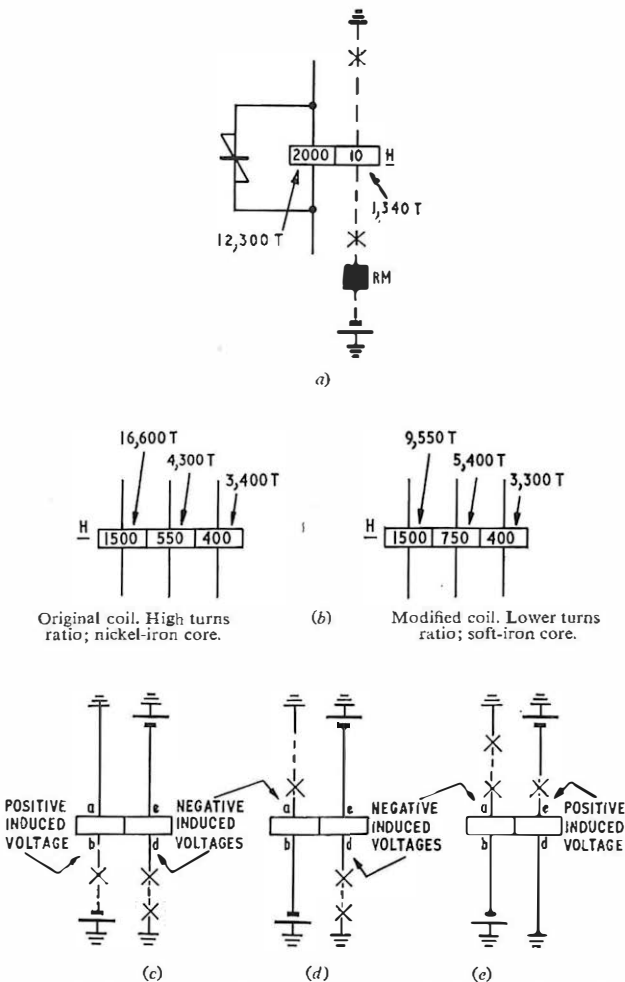 2000 10 H
1,340 T
12,300 T
RM
a)
16,600 T
4,300 T
3,400 T
H
1500 550 400
Original coil. High turns
ratio; nickel-iron core.
(b)
9,550 T
5,400 T
3,300 T
H
1500 750 400
Modified coil. Lower turns
ratio; soft-iron core.
POSITIVE
INDUCED
VOLTAGE
a e
b d
NEGATIVE
INDUCED
VOLTAGES
a e
b d
NEGATIVE
INDUCED
VOLTAGES
a e
b d
POSITIVE
INDUCED
VOLTAGE
(c)
(d)
(e)